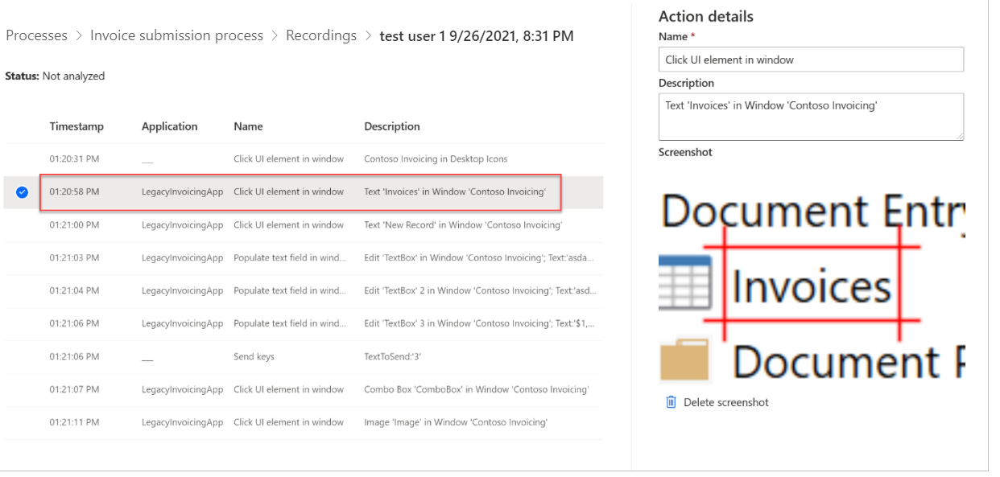 Processes > Invoice submission process > Recordings > test user 1 9/26/2021, 8:31 PM
Status: Not analyzed
Timestamp Application Name Description
01:20:31 PM ___ Click UI element in window Contoso Invoicing in Desktop Icons
01:20:58 PM LegacyInvoicingApp Click UI element in window Text 'Invoices' in Window 'Contoso Invoicing'
01:21:00 PM LegacyInvoicingApp Click UI element in window Text 'New Record' in Window 'Contoso Invoicing'
01:21:03 PM LegacyInvoicingApp Populate text field in wind... Edit 'TextBox' in Window 'Contoso Invoicing'; Text:'asda...
01:21:04 PM LegacyInvoicingApp Populate text field in wind... Edit 'TextBox' 2 in Window 'Contoso Invoicing'; Text:'asd...
01:21:06 PM LegacyInvoicingApp Populate text field in wind... Edit 'TextBox' 3 in Window 'Contoso Invoicing'; Text:'$1,...
01:21:06 PM ___ Send keys TextToSend:'3'
01:21:07 PM LegacyInvoicingApp Click UI element in window Combo Box 'ComboBox' in Window 'Contoso Invoicing'
01:21:11 PM LegacyInvoicingApp Click UI element in window Image 'Image' in Window 'Contoso Invoicing'
Action details
Name *
Click UI element in window
Description
Text 'Invoices' in Window 'Contoso Invoicing'
Screenshot
Document Entry
Invoices
Document P
Delete screenshot